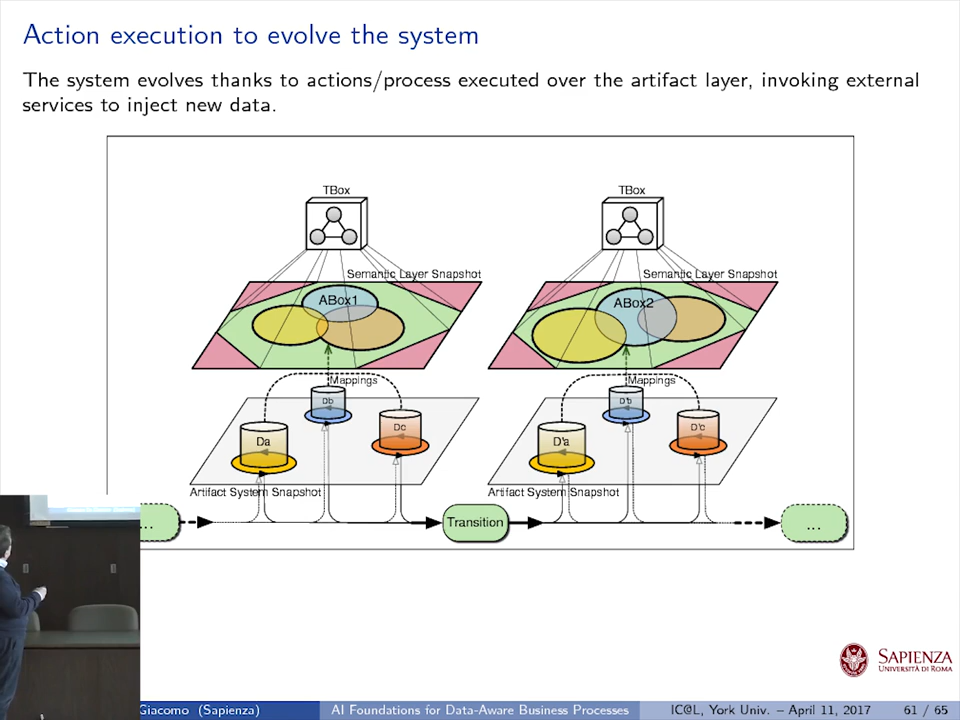 Action execution to evolve the system
The system evolves thanks to actions/process executed over the artifact layer, invoking external
services to inject new data.
TBox
TBox
Semantic Layer Snapshot
Semantic Layer Snapshot
ABox1
ABox2
Mappings
Mappings
Db
D'b
Dc
D'c
Da
D'a
Artifact System Snapshot
Artifact System Snapshot
...
Transition
...
SAPIENZA
UNIVERSITÀ DI ROMA
Giacomo (Sapienza)
AI Foundations for Data-Aware Business Processes
IC@L, York Univ. – April 11, 2017
61 / 65